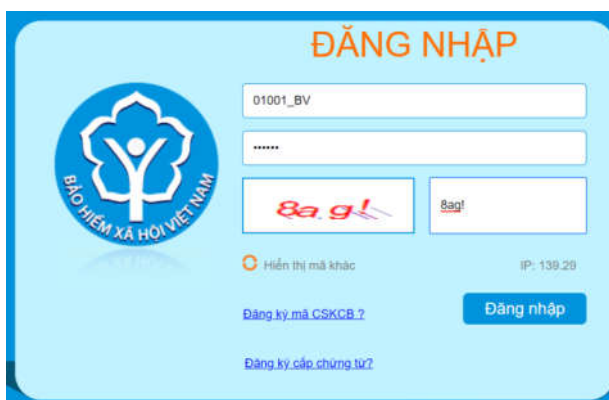 ĐĂNG NHẬP
01001_BV
••••••
BẢO HIỂM XÃ HỘI VIỆT NAM
8a g!
8ag!
Hiển thị mã khác
IP: 139.29
Đăng ký mã CSKCB ?
Đăng nhập
Đăng ký cấp chứng từ?